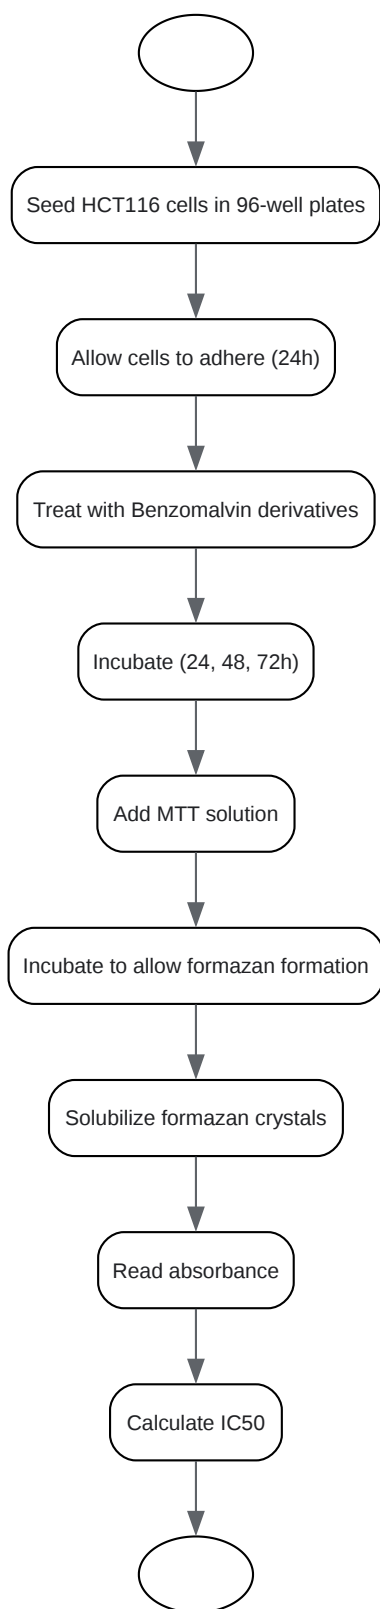 Seed HCT116 cells in 96-well plates
Allow cells to adhere (24h)
Treat with Benzomalvin derivatives
Incubate (24, 48, 72h)
Add MTT solution
Incubate to allow formazan formation
Solubilize formazan crystals
Read absorbance
Calculate IC50